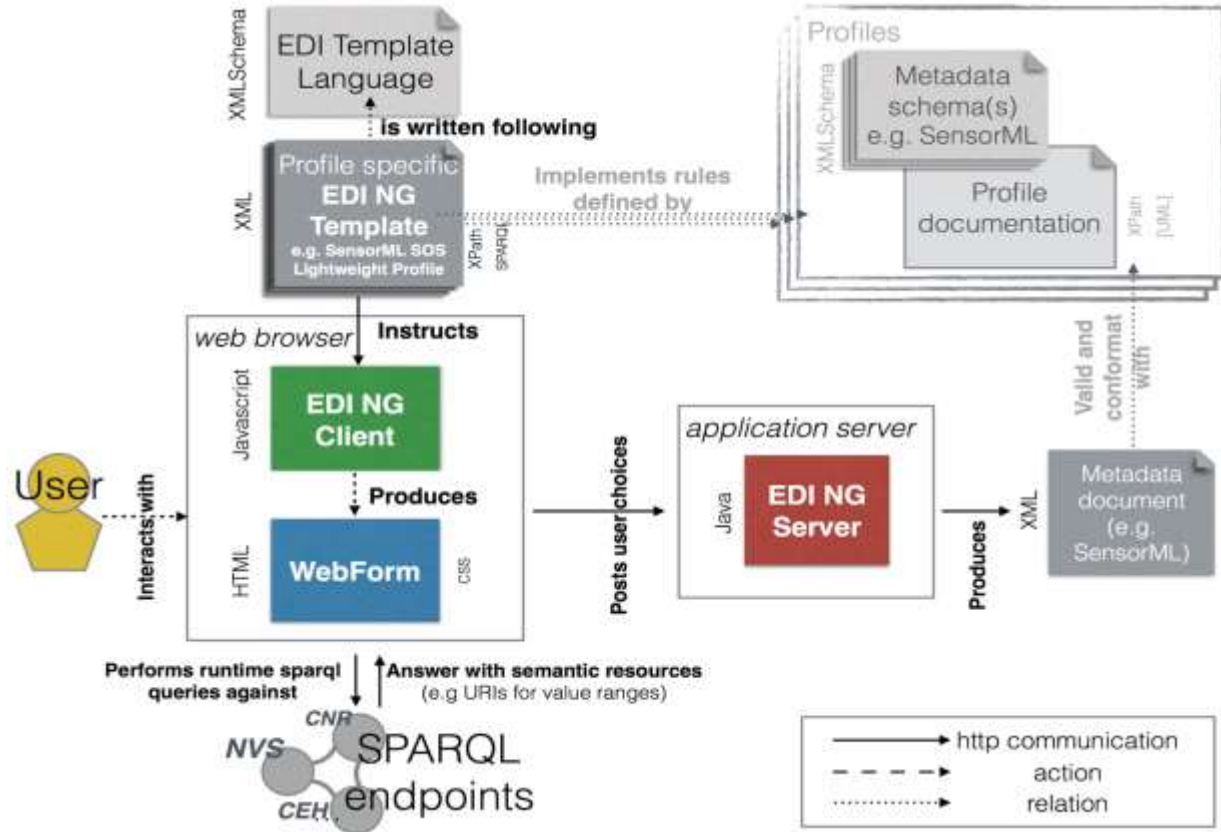 XMLSchema
EDI Template
Language
is written following
XML
Profile specific
EDI NG
Template
e.g. SensorML SOS
Lightweight Profile
XPath
SPARQL
Implements rules
defined by
Profiles
XMLSchema
Metadada
schema(s)
e.g. SensorML
Profile
documentation
XPath
[UML]
Instructs
web browser
Javascript
EDI NG
Client
Produces
HTML
WebForm
CSS
User
Interacts with
Posts user choices
application server
Java
EDI NG
Server
Produces
XML
Metadata
document
(e.g.
SensorML)
Valid and
conformat
with
Performs runtime sparql
queries against
Answer with semantic resources
(e.g URIs for value ranges)
CNR
NVS
CEH...
SPARQL
endpoints
http communication
action
relation